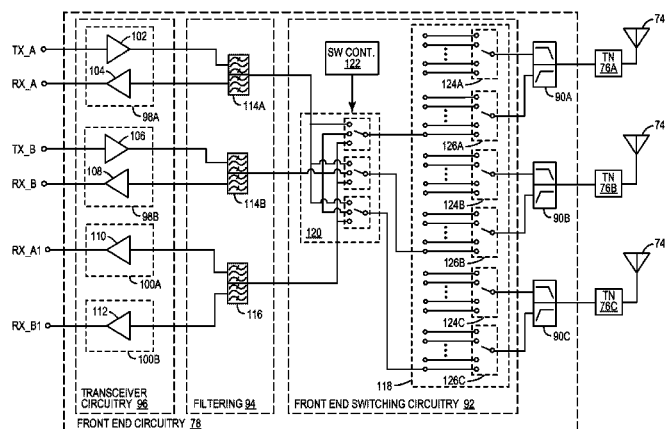 TX_A
RX_A
TX_B
RX_B
RX_A1
RX_B1
102
104
98A
106
108
98B
110
100A
112
100B
114A
114B
116
SW CONT.
122
120
124A
126A
124B
126B
124C
126C
118
90A
90B
90C
TN
76A
TN
76B
TN
76C
74
74
74
TRANSCEIVER
CIRCUITRY 96
FILTERING 94
FRONT END SWITCHING CIRCUITRY 92
FRONT END CIRCUITRY 78